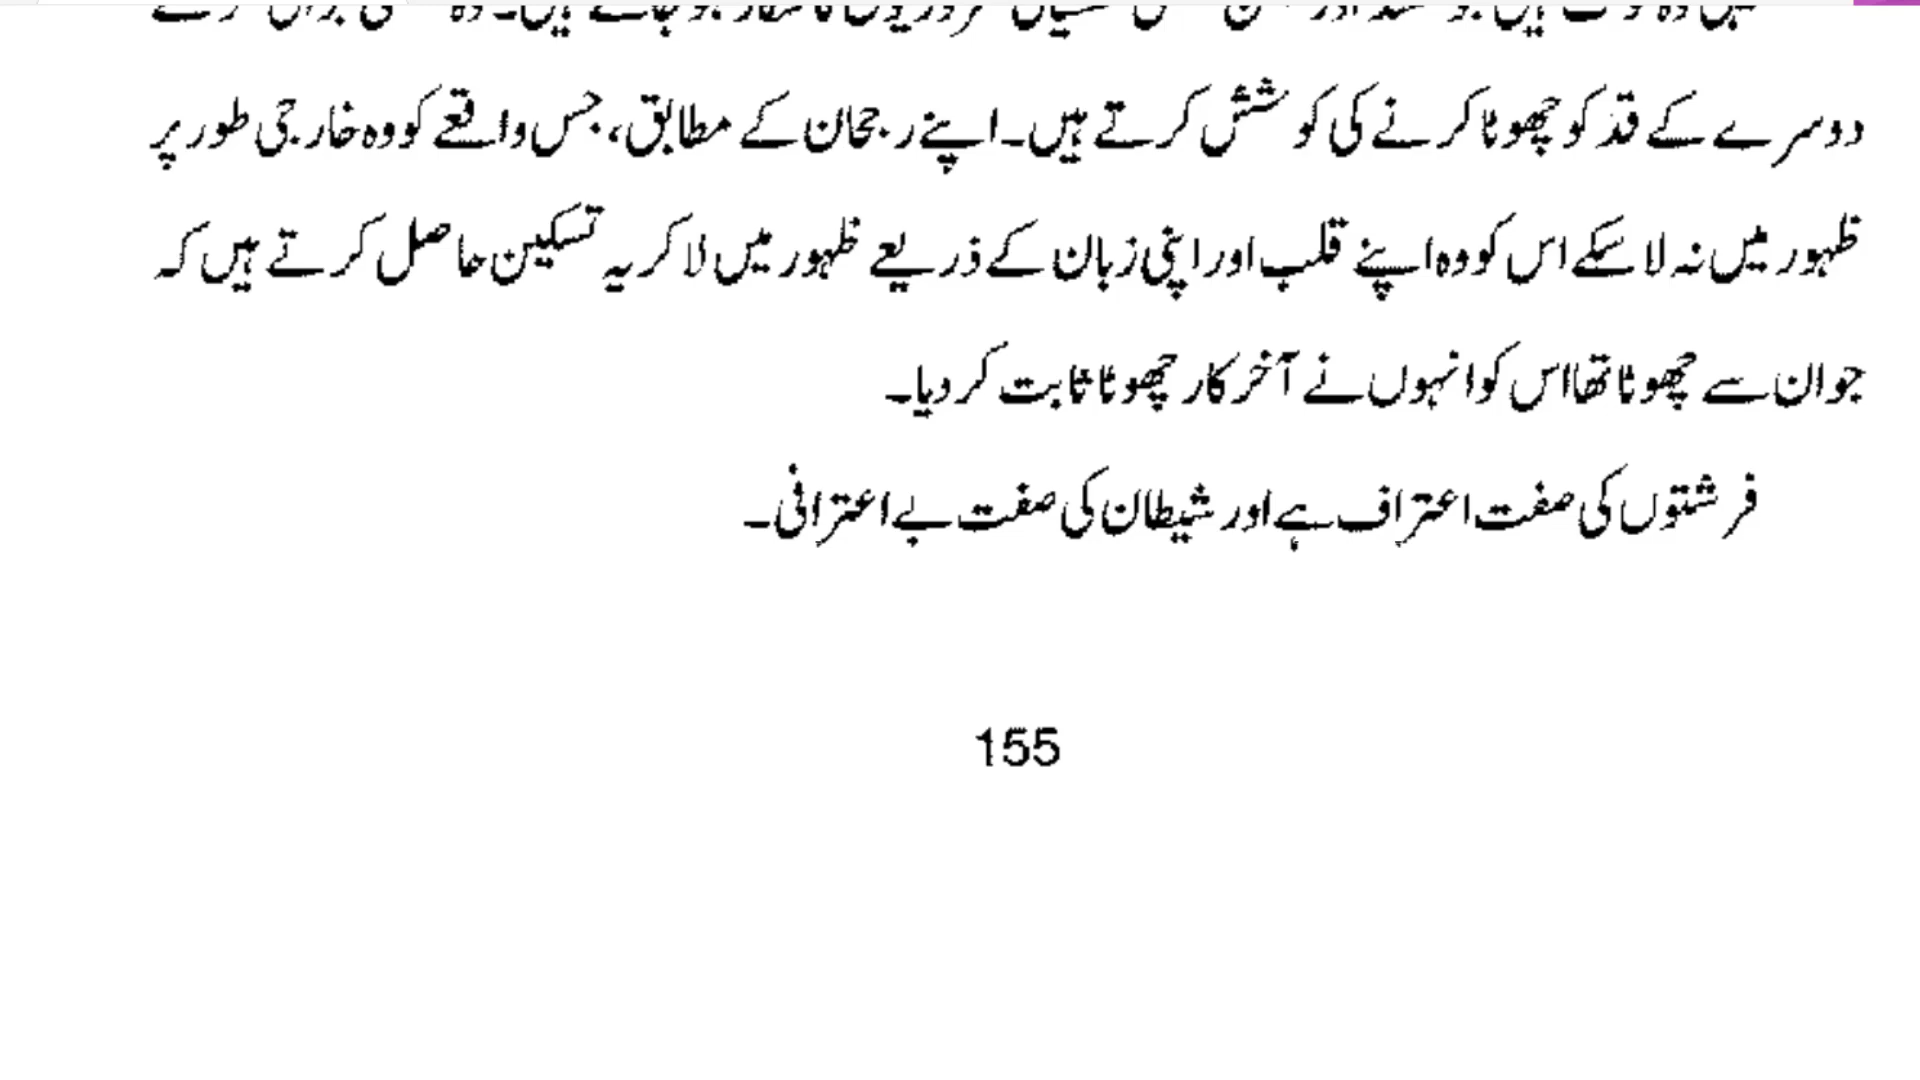 دوسرے کے قد کو چھوٹا کرنے کی کوشش کرتے ہیں۔ اپنے رجحان کے مطابق، جس واقعے کو وہ خارجی طور پر
ظہور میں نہ لا سکے اس کو وہ اپنے قلب اور اپنی زبان کے ذریعے ظہور میں لا کر یہ تسکین حاصل کرتے ہیں کہ
جو ان سے چھوٹا تھا اس کو انہوں نے آخر کار چھوٹا ثابت کر دیا۔
فرشتوں کی صفت اعتراف ہے اور شیطان کی صفت بے اعترافی۔
155